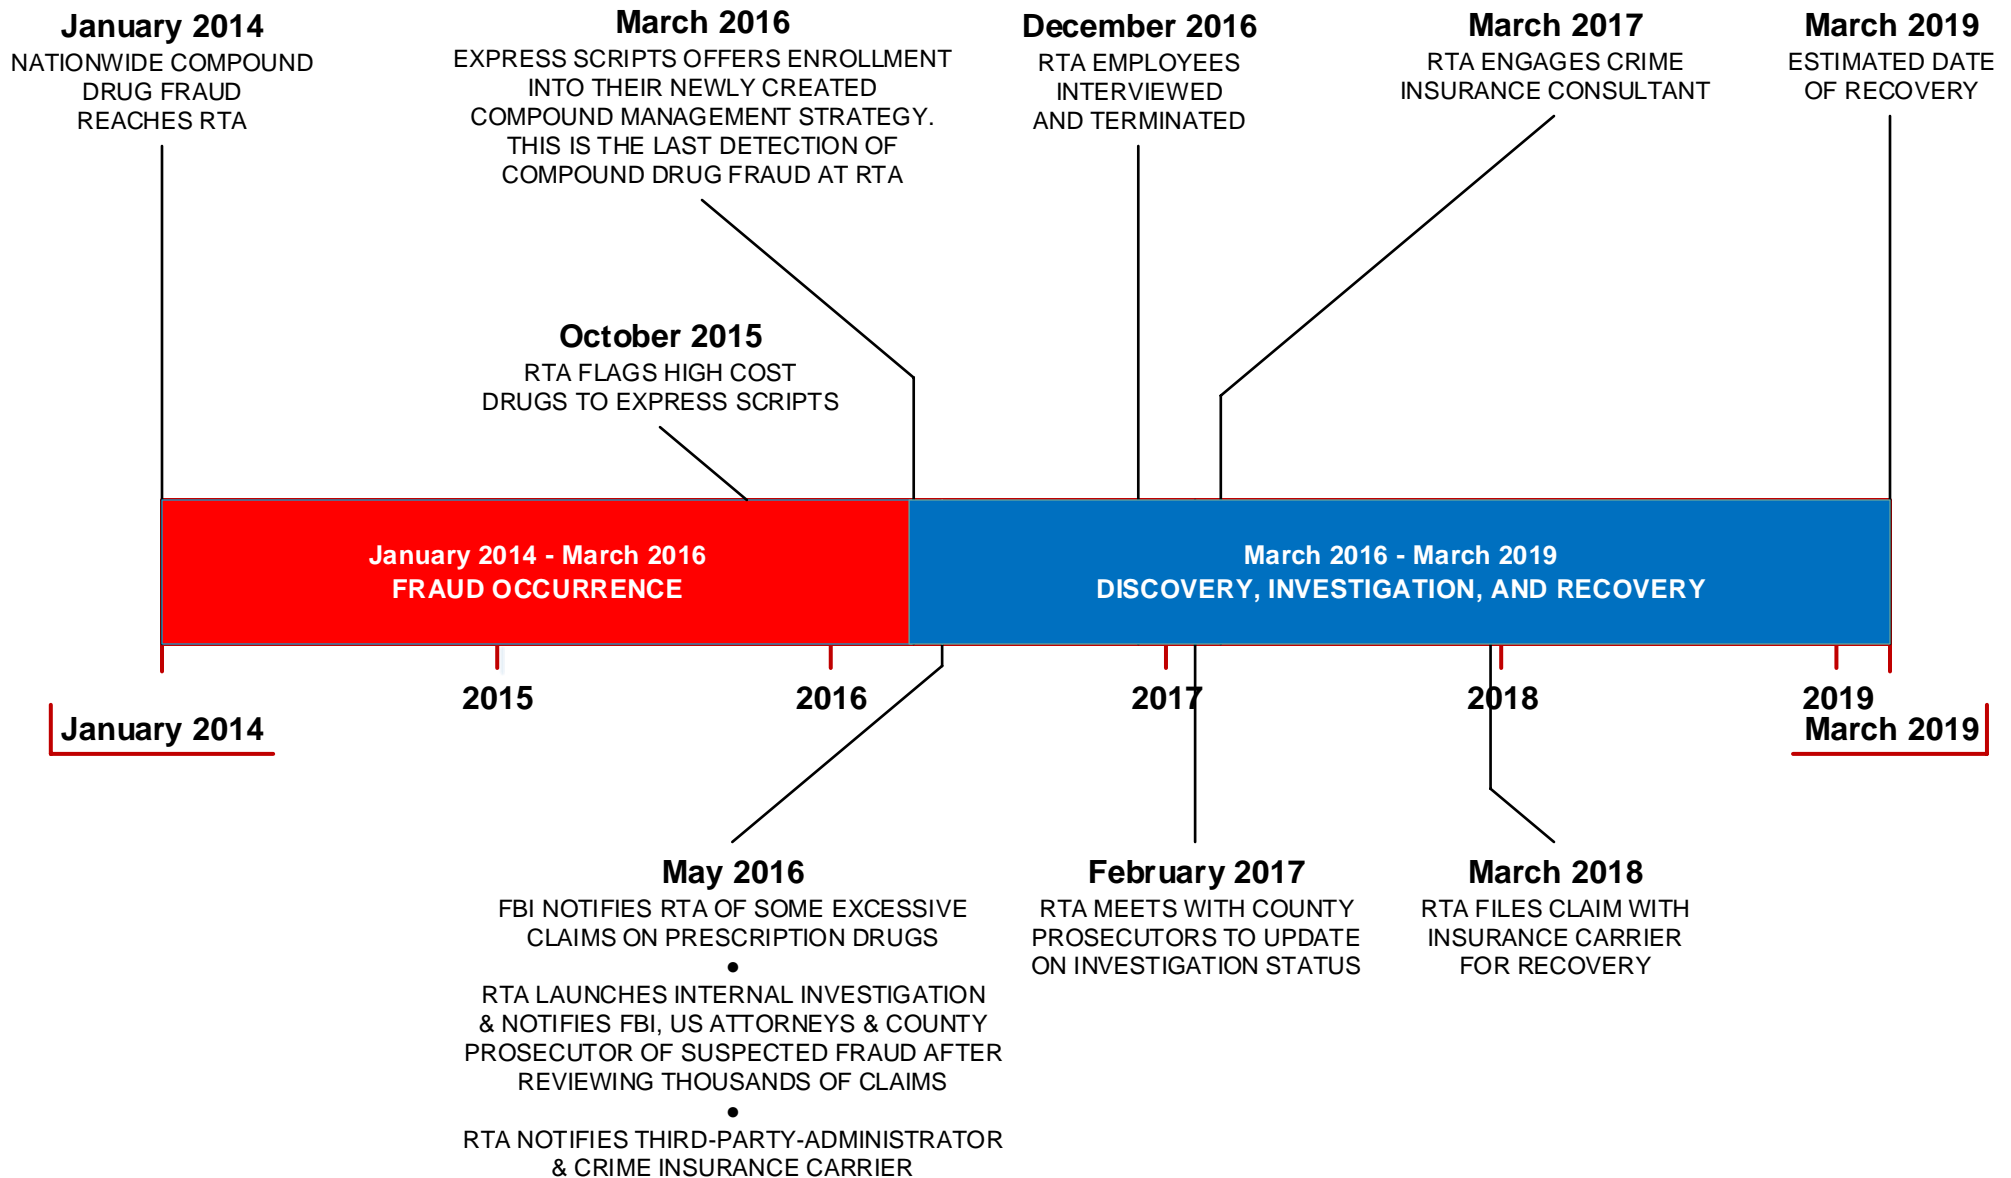 January 2014
NATIONWIDE COMPOUND
DRUG FRAUD
REACHES RTA
March 2016
EXPRESS SCRIPTS OFFERS ENROLLMENT
INTO THEIR NEWLY CREATED
COMPOUND MANAGEMENT STRATEGY.
THIS IS THE LAST DETECTION OF
COMPOUND DRUG FRAUD AT RTA
December 2016
RTA EMPLOYEES
INTERVIEWED
AND TERMINATED
March 2017
RTA ENGAGES CRIME
INSURANCE CONSULTANT
March 2019
ESTIMATED DATE
OF RECOVERY
October 2015
RTA FLAGS HIGH COST
DRUGS TO EXPRESS SCRIPTS
January 2014 - March 2016
FRAUD OCCURRENCE
March 2016 - March 2019
DISCOVERY, INVESTIGATION, AND RECOVERY
2015
2016
2017
2018
2019
January 2014
March 2019
May 2016
FBI NOTIFIES RTA OF SOME EXCESSIVE
CLAIMS ON PRESCRIPTION DRUGS
●
RTA LAUNCHES INTERNAL INVESTIGATION
& NOTIFIES FBI, US ATTORNEYS & COUNTY
PROSECUTOR OF SUSPECTED FRAUD AFTER
REVIEWING THOUSANDS OF CLAIMS
●
RTA NOTIFIES THIRD-PARTY-ADMINISTRATOR
& CRIME INSURANCE CARRIER
February 2017
RTA MEETS WITH COUNTY
PROSECUTORS TO UPDATE
ON INVESTIGATION STATUS
March 2018
RTA FILES CLAIM WITH
INSURANCE CARRIER
FOR RECOVERY